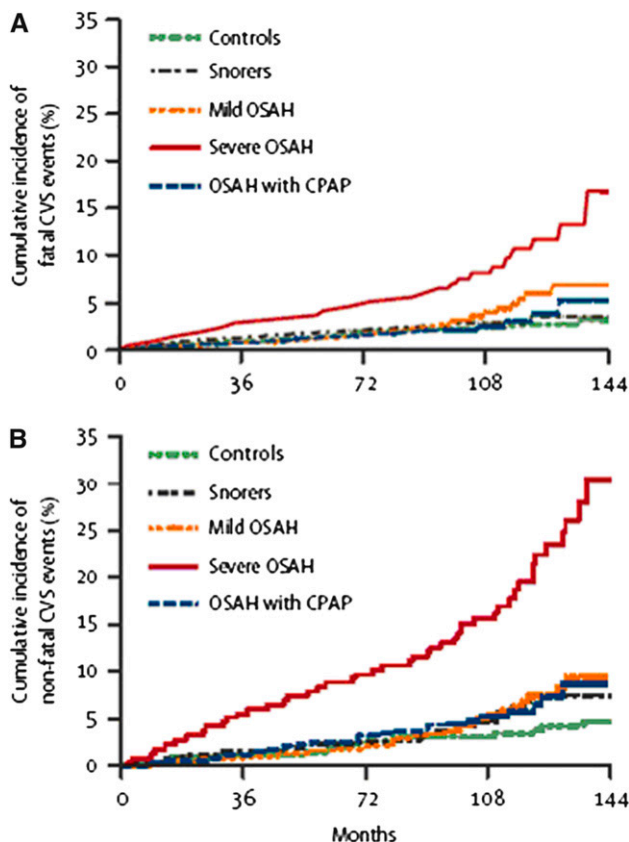 A
Cumulative incidence of
fatal CVS events (%)
35
30
25
20
15
10
5
0
Controls
Snorers
Mild OSAH
Severe OSAH
OSAH with CPAP
0 36 72 108 144
B
Cumulative incidence of
non-fatal CVS events (%)
35
30
25
20
15
10
5
0
Controls
Snorers
Mild OSAH
Severe OSAH
OSAH with CPAP
0 36 72 108 144
Months